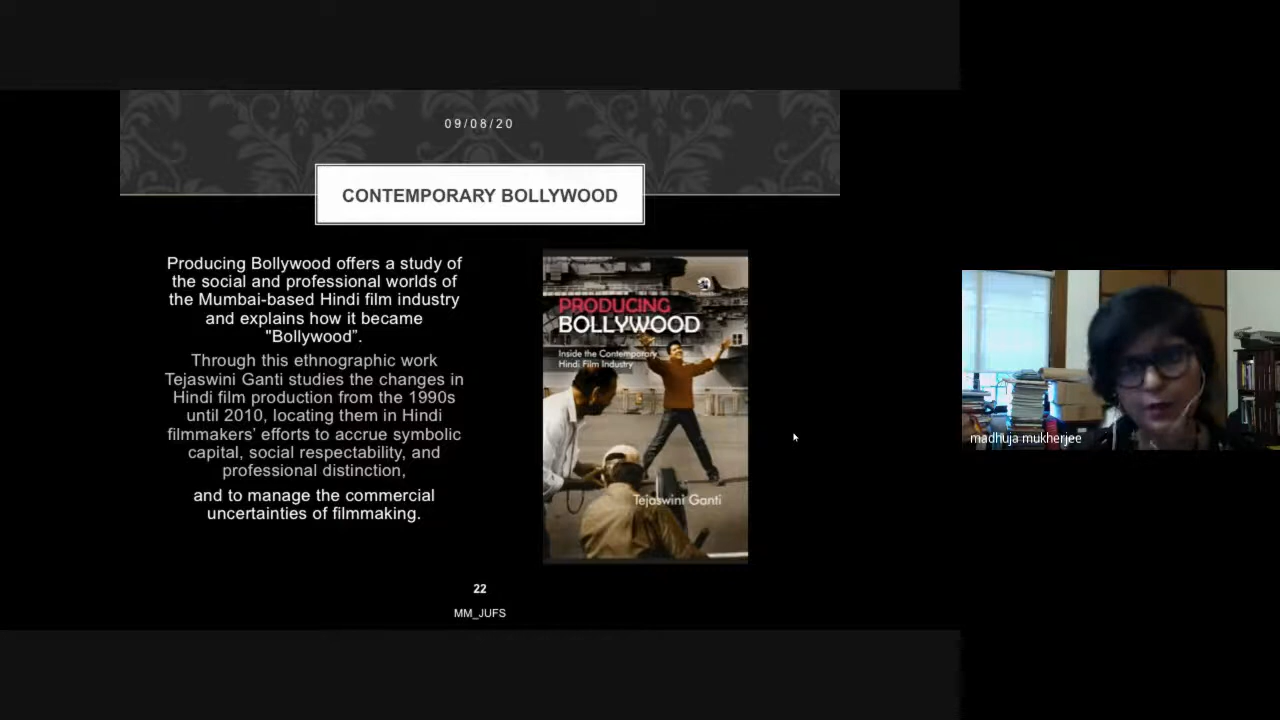 09/08/20
CONTEMPORARY BOLLYWOOD
Producing Bollywood offers a study of
the social and professional worlds of
the Mumbai-based Hindi film industry
and explains how it became
"Bollywood”.
Through this ethnographic work
Tejaswini Ganti studies the changes in
Hindi film production from the 1990s
until 2010, locating them in Hindi
filmmakers’ efforts to accrue symbolic
capital, social respectability, and
professional distinction,
and to manage the commercial
uncertainties of filmmaking.
PRODUCING
BOLLYWOOD
Inside the Contemporary
Hindi Film Industry
Tejaswini Ganti
22
MM_JUFS
madhuja mukherjee